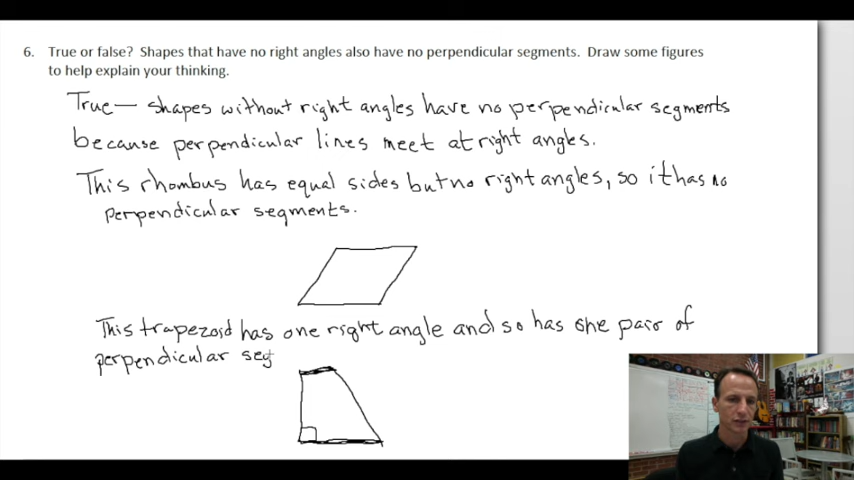 6. True or false? Shapes that have no right angles also have no perpendicular segments. Draw some figures
to help explain your thinking.
True — shapes without right angles have no perpendicular segments
because perpendicular lines meet at right angles.
This rhombus has equal sides but no right angles, so it has no
perpendicular segments.
This trapezoid has one right angle and so has one pair of
perpendicular seg